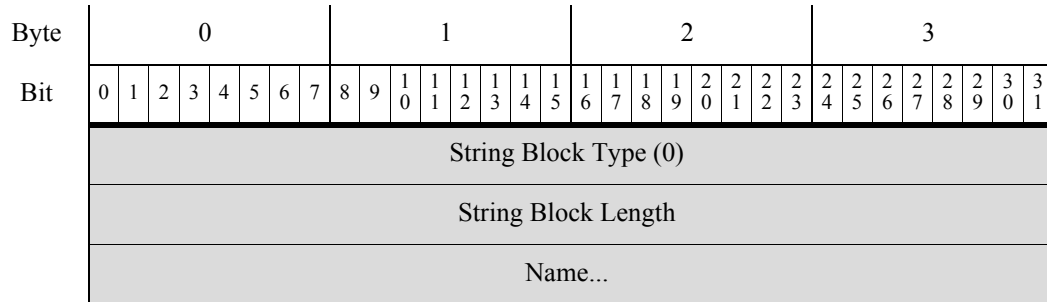 Byte 0 1 2 3
Bit 0 1 2 3 4 5 6 7 8 9 10 11 12 13 14 15 16 17 18 19 20 21 22 23 24 25 26 27 28 29 30 31
String Block Type (0)
String Block Length
Name...